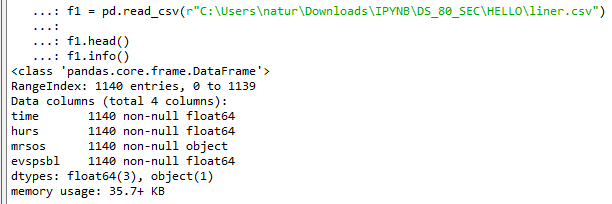 ...: f1 = pd.read_csv(r"C:\Users\natur\Downloads\IPYNB\DS_80_SEC\HELLO\liner.csv")
...:
...: f1.head()
...: f1.info()
<class 'pandas.core.frame.DataFrame'>
RangeIndex: 1140 entries, 0 to 1139
Data columns (total 4 columns):
time       1140 non-null float64
hurs       1140 non-null float64
mrsos      1140 non-null object
evspsbl    1140 non-null float64
dtypes: float64(3), object(1)
memory usage: 35.7+ KB